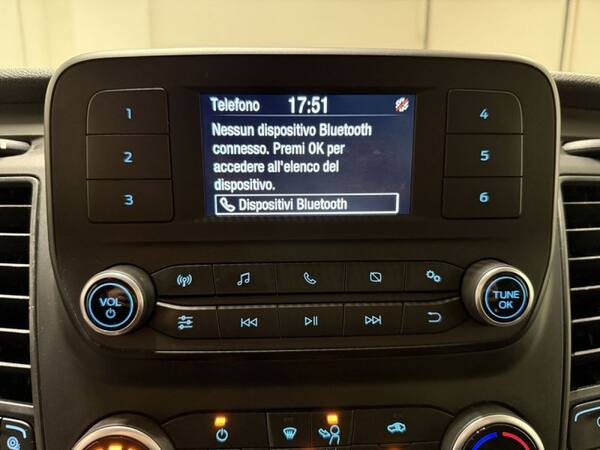 Telefono 17:51
Nessun dispositivo Bluetooth
connesso. Premi OK per
accedere all'elenco del
dispositivo.
Dispositivi Bluetooth
1
2
3
4
5
6
VOL
TUNE
OK